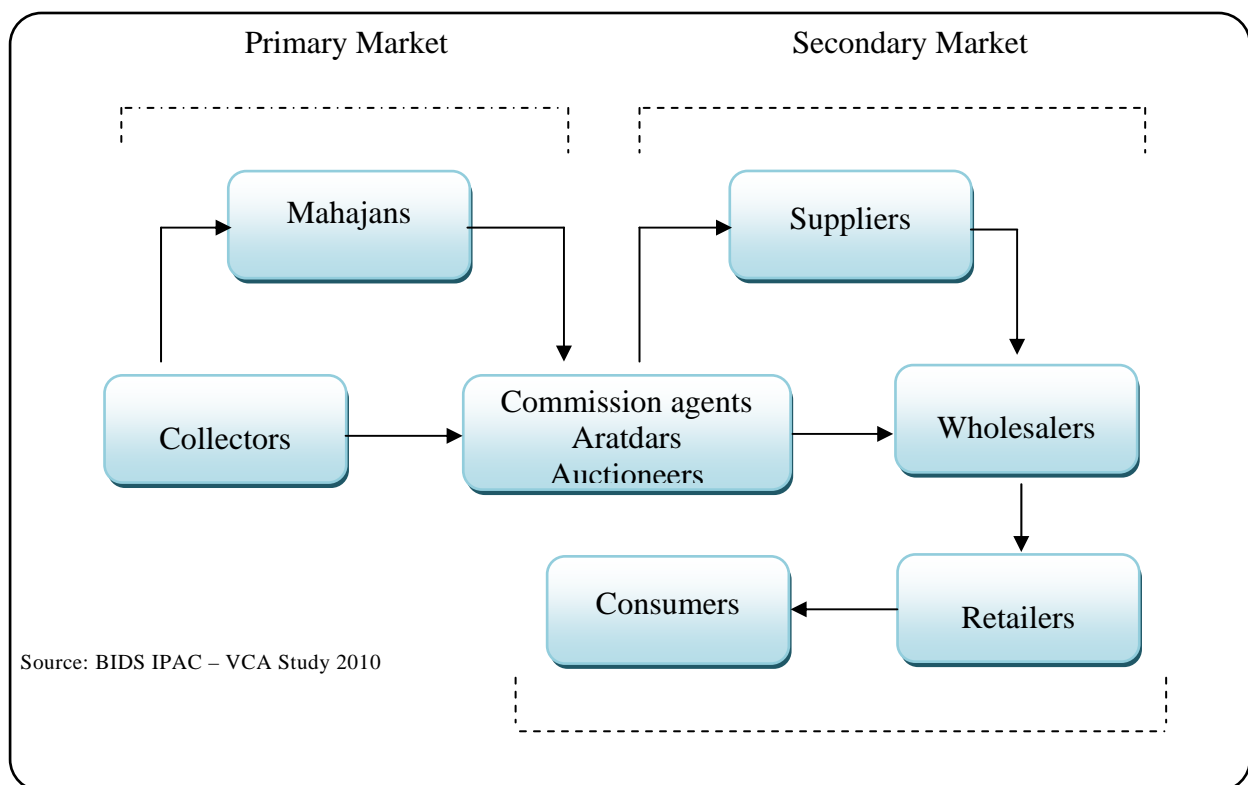 Primary Market
Secondary Market
Mahajans
Suppliers
Collectors
Commission agents
Aratdars
Auctioneers
Wholesalers
Consumers
Retailers
Source: BIDS IPAC – VCA Study 2010